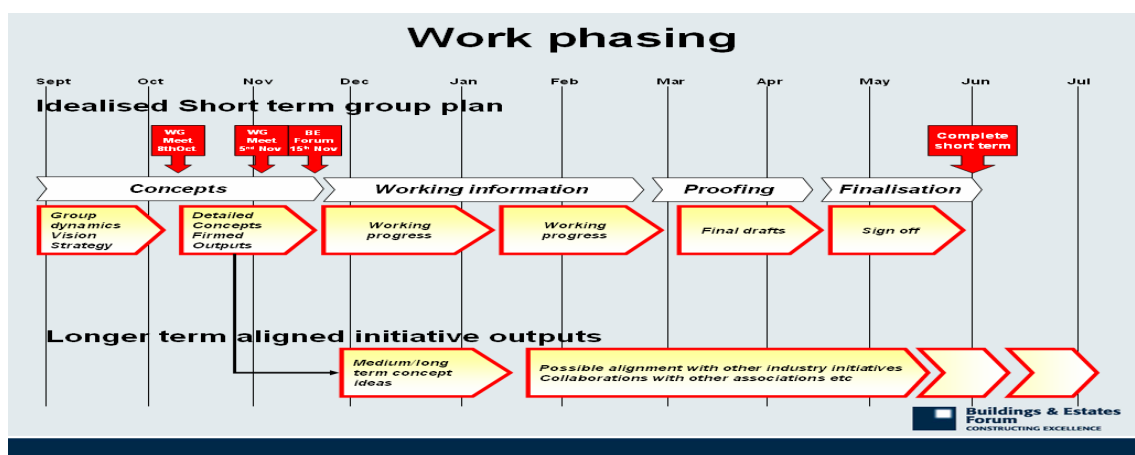 Work phasing
Sept Oct Nov Dec Jan Feb Mar Apr May Jun Jul
Idealised Short term group plan
WG
Meet
8thOct
WG
Meet
5nd Nov
BE
Forum
15th Nov
Complete
short term
Concepts
Working information
Proofing
Finalisation
Group
dynamics
Vision
Strategy
Detailed
Concepts
Firmed
Outputs
Working
progress
Working
progress
Final drafts
Sign off
Longer term aligned initiative outputs
Medium/long
term concept
ideas
Possible alignment with other industry initiatives
Collaborations with other associations etc
Buildings & Estates
Forum
CONSTRUCTING EXCELLENCE